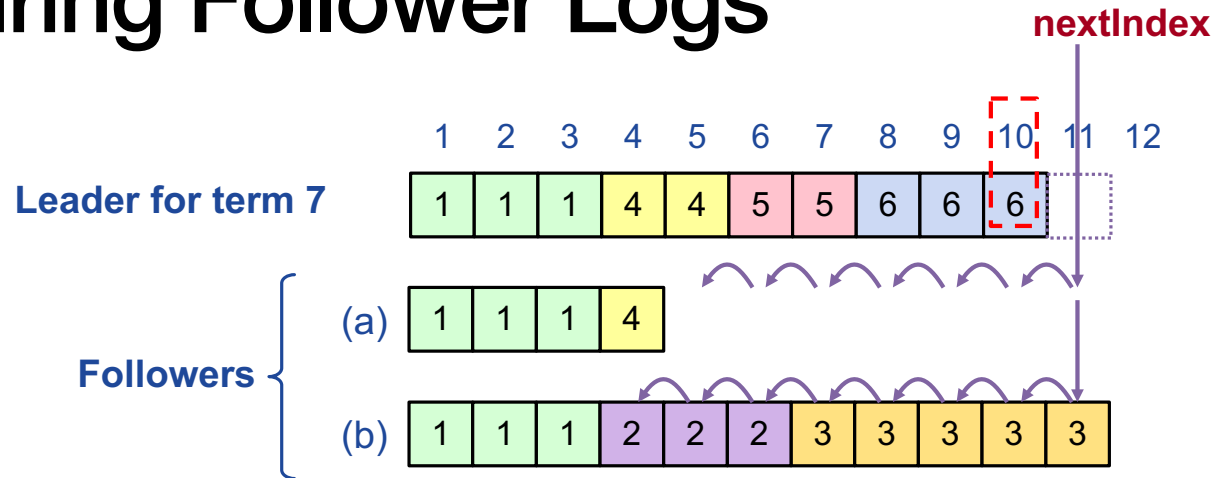 ring Follower Logs
nextIndex
1 2 3 4 5 6 7 8 9 10 11 12
Leader for term 7
1 1 1 4 4 5 5 6 6 6
(a)
1 1 1 4
Followers
(b)
1 1 1 2 2 2 3 3 3 3 3